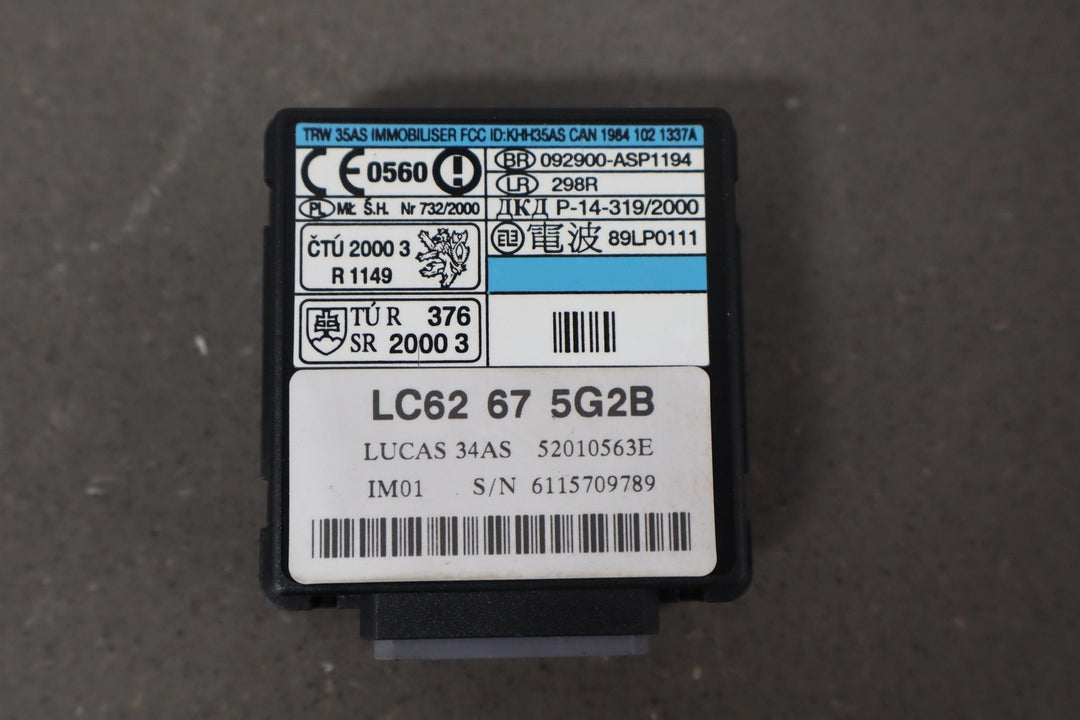 TRW 35AS IMMOBILISER FCC ID:KHH35AS CAN 1984 102 1337A
CE 0560
BR 092900-ASP1194
LR 298R
PL MŁ Ś.H. Nr 732/2000
ДКД P-14-319/2000
ČTÚ 2000 3
R 1149
電波 89LP0111
TÚ R 376
SR 2000 3
LC62 67 5G2B
LUCAS 34AS 52010563E
IM01 S/N 6115709789